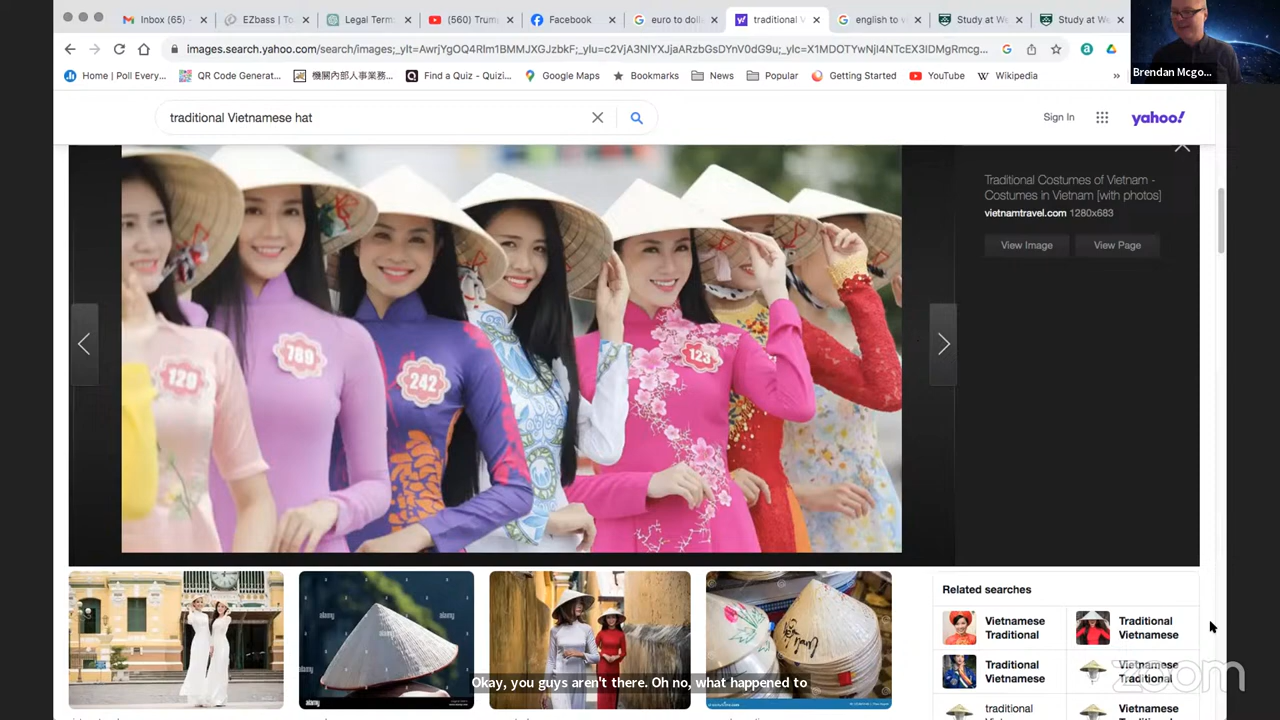 Inbox (65) -
EZbass | To
Legal Term
(560) Trum
Facebook
euro to doll
traditional V
english to v
Study at We
Study at We
images.search.yahoo.com/search/images;_ylt=AwrjYgOQ4Rlm1BMMJXGJzbkF;_ylu=c2VjA3NlYXJjaARzbGsDYnV0dG9u;_ylc=X1MDOTYwNjI4NTcEX3IDMgRmcg...
Brendan Mcgo...
Home | Poll Every...
QR Code Generat...
機關內部人事業務...
Find a Quiz - Quizi...
Google Maps
Bookmarks
News
Popular
Getting Started
YouTube
Wikipedia
traditional Vietnamese hat
Sign In
yahoo!
Traditional Costumes of Vietnam -
Costumes in Vietnam [with photos]
vietnamtravel.com 1280x683
View Image
View Page
120
789
242
123
Related searches
Vietnamese
Traditional
Traditional
Vietnamese
Traditional
Vietnamese
Vietnamese
Traditional
traditional
Vietnamese
alamy
alamy
alamy
Okay, you guys aren't there. Oh no, what happened to
zoom